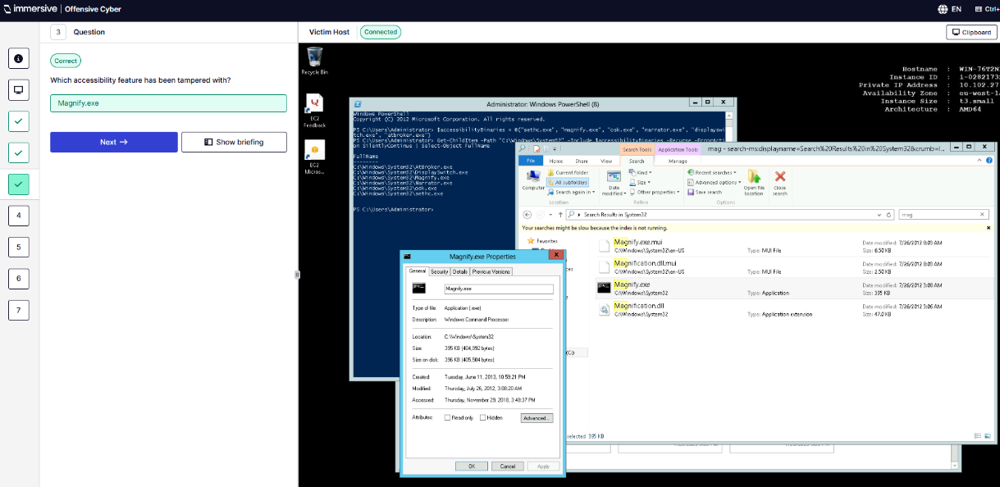 immersive | Offensive Cyber
EN
Ctrl+
3 Question
Correct
Which accessibility feature has been tampered with?
Magnify.exe
Next →
Show briefing
4
5
6
7
Victim Host
Connected
Clipboard
Recycle Bin
EC2
Feedback
EC2
Micros...
Hostname : WIN-76T2N
Instance ID : i-0282173
Private IP Address : 10.102.27
Availability Zone : eu-west-1
Instance Size : t3.small
Architecture : AMD64
Administrator: Windows PowerShell (8)
Windows PowerShell
Copyright (C) 2012 Microsoft Corporation. All rights reserved.
PS C:\Users\Administrator> $accessibilityBinaries = @("sethc.exe", "magnify.exe", "osk.exe", "narrator.exe", "displayswi
tch.exe", "atbroker.exe")
PS C:\Users\Administrator> Get-ChildItem -Path "C:\Windows\System32" -Include $accessibilityBinaries -Recurse -ErrorActi
on SilentlyContinue | Select-Object FullName
FullName
--------
C:\Windows\System32\AtBroker.exe
C:\Windows\System32\DisplaySwitch.exe
C:\Windows\System32\Magnify.exe
C:\Windows\System32\Narrator.exe
C:\Windows\System32\osk.exe
C:\Windows\System32\sethc.exe
PS C:\Users\Administrator>
Search Tools
Application Tools
mag - search-ms:displayname=Search%20Results%20in%20System32&crumb=l...
File
Home
Share
View
Search
Manage
Computer
Current folder
All subfolders
Search again in
Location
Date
modified
Kind
Size
Other properties
Refine
Recent searches
Advanced options
Save search
Options
Open file
location
Close
search
Search Results in System32
mag
Your searches might be slow because the index is not running.
Favorites
Magnify.exe.mui
C:\Windows\System32\en-US
Type: MUI File
Date modified: 7/26/2012 8:03 AM
Size: 6.50 KB
Magnification.dll.mui
C:\Windows\System32\en-US
Type: MUI File
Date modified: 7/26/2012 8:03 AM
Size: 2.50 KB
Magnify.exe
C:\Windows\System32
Type: Application
Date modified: 7/26/2012 3:08 AM
Size: 395 KB
Magnification.dll
C:\Windows\System32
Type: Application extension
Date modified: 7/26/2012 3:06 AM
Size: 47.0 KB
(C:)
selected 395 KB
Magnify.exe Properties
General
Security
Details
Previous Versions
Magnify.exe
Type of file: Application (.exe)
Description: Windows Command Processor
Location: C:\Windows\System32
Size: 395 KB (404,992 bytes)
Size on disk: 396 KB (405,504 bytes)
Created: Tuesday, June 11, 2013, 10:59:21 PM
Modified: Thursday, July 26, 2012, 3:08:20 AM
Accessed: Thursday, November 29, 2018, 3:48:37 PM
Attributes: Read-only Hidden Advanced...
OK
Cancel
Apply